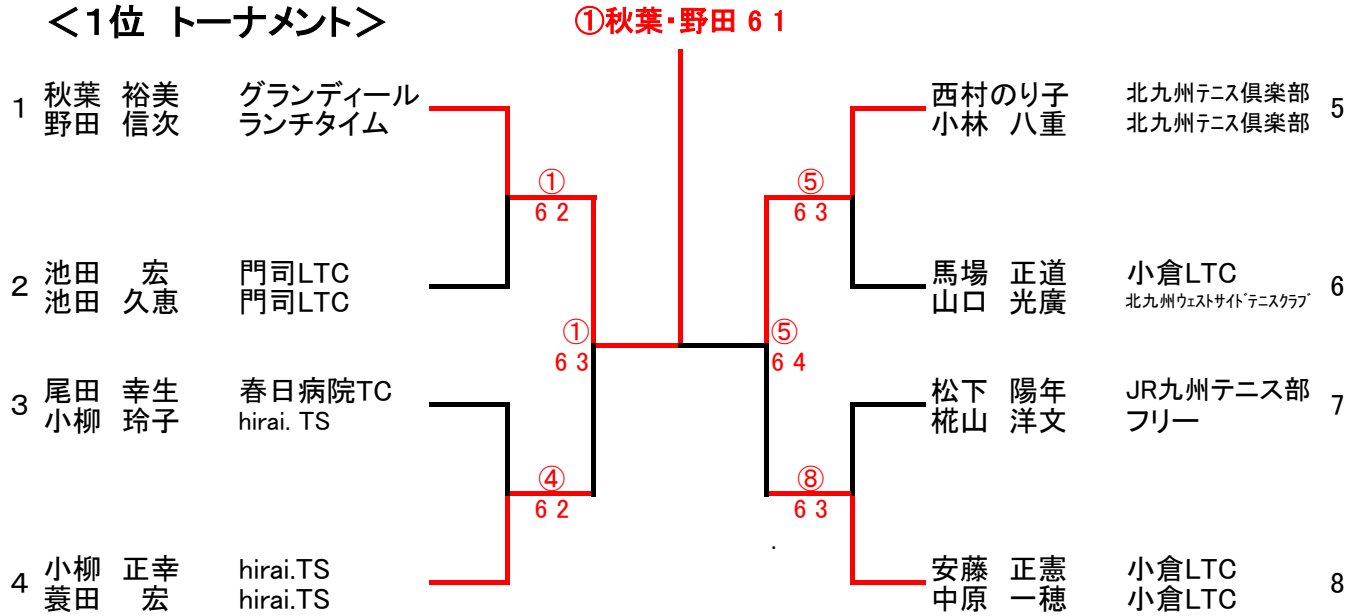 ＜1位 トーナメント＞
①秋葉・野田 6 1
1 秋葉 裕美 グランディール
野田 信次 ランチタイム
① 6 2
2 池田 宏 門司LTC
池田 久恵 門司LTC
① 6 3
3 尾田 幸生 春日病院TC
小柳 玲子 hirai. TS
④ 6 2
4 小柳 正幸 hirai.TS
蓑田 宏 hirai.TS
西村のり子 北九州テニス倶楽部 5
小林 八重 北九州テニス倶楽部
⑤ 6 3
馬場 正道 小倉LTC 6
山口 光廣 北九州ウェストサイドテニスクラブ
⑤ 6 4
松下 陽年 JR九州テニス部 7
椛山 洋文 フリー
⑧ 6 3
安藤 正憲 小倉LTC 8
中原 一穂 小倉LTC